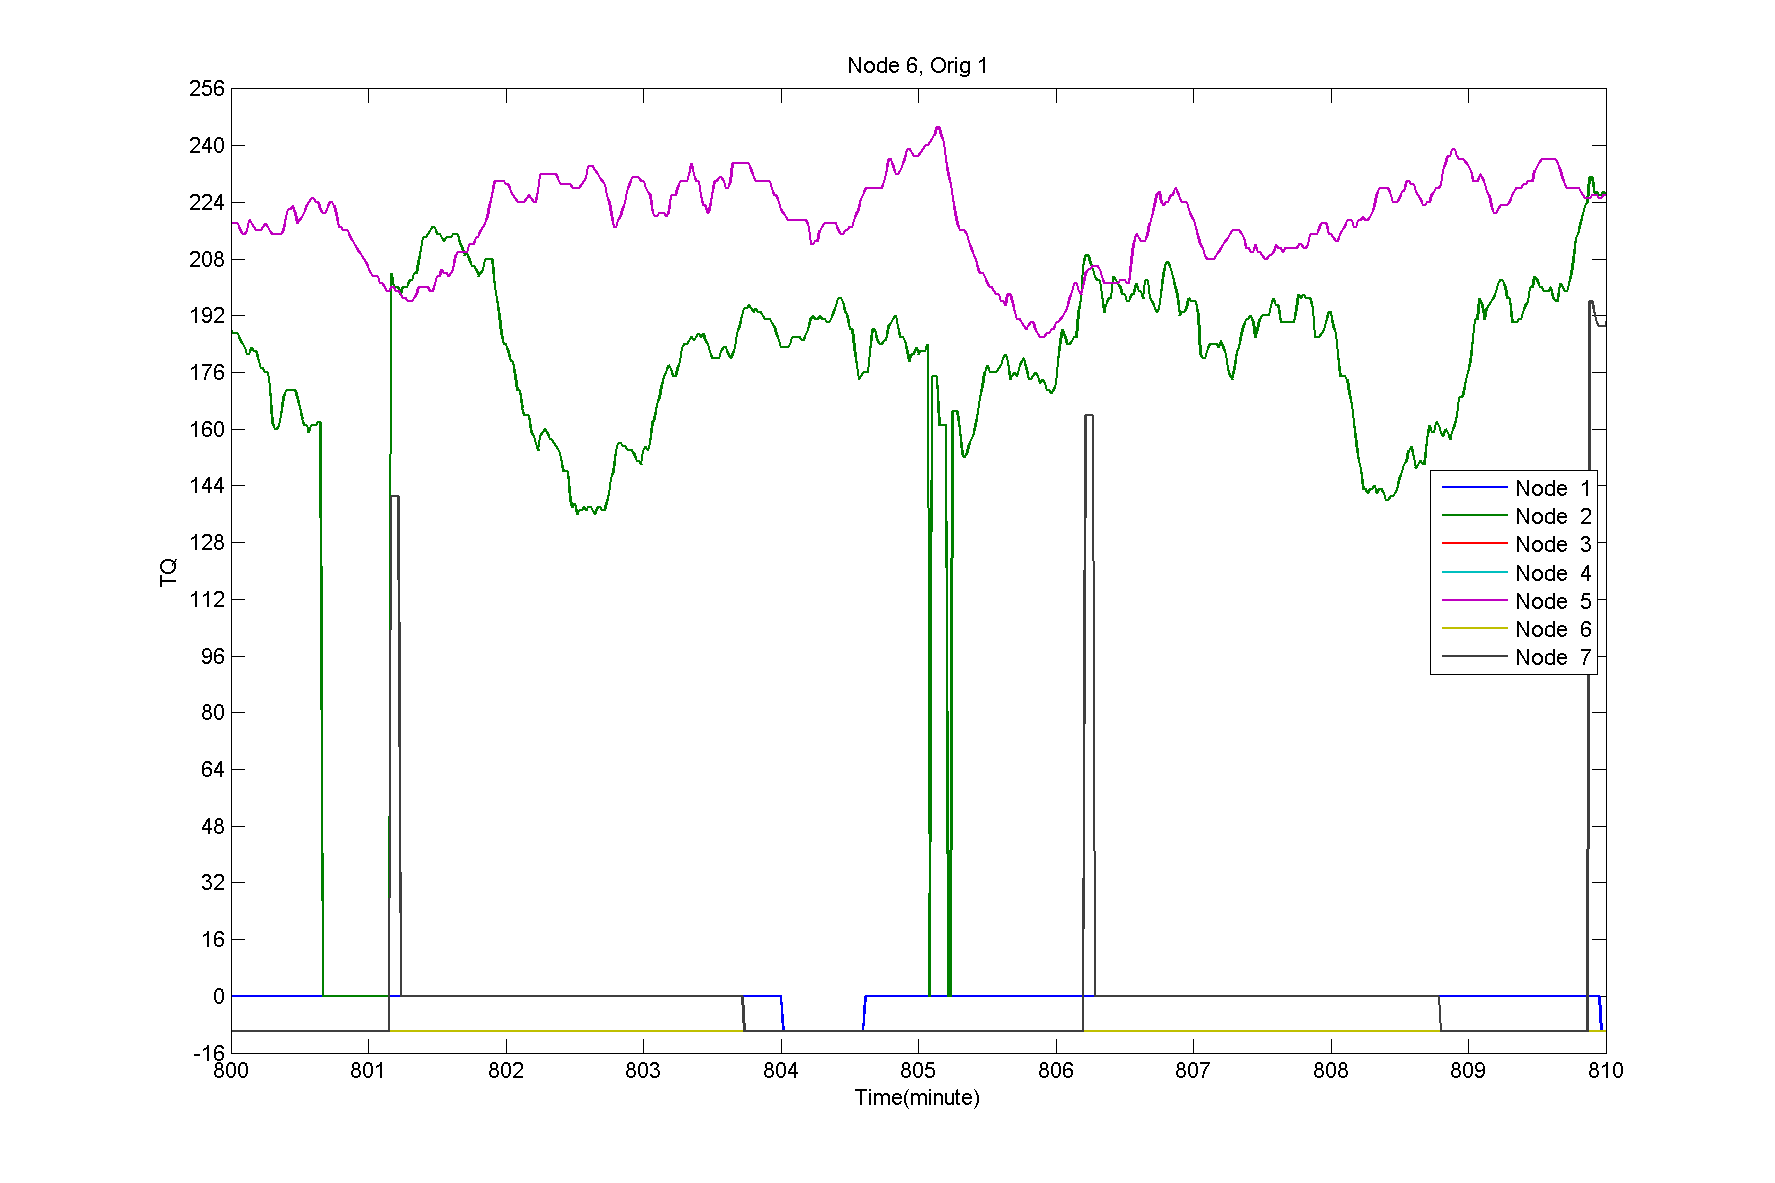 Node 6, Orig 1
256
240
224
208
192
176
160
144
128
112
96
80
64
48
32
16
0
-16
TQ
Node 1
Node 2
Node 3
Node 4
Node 5
Node 6
Node 7
800 801 802 803 804 805 806 807 808 809 810
Time(minute)